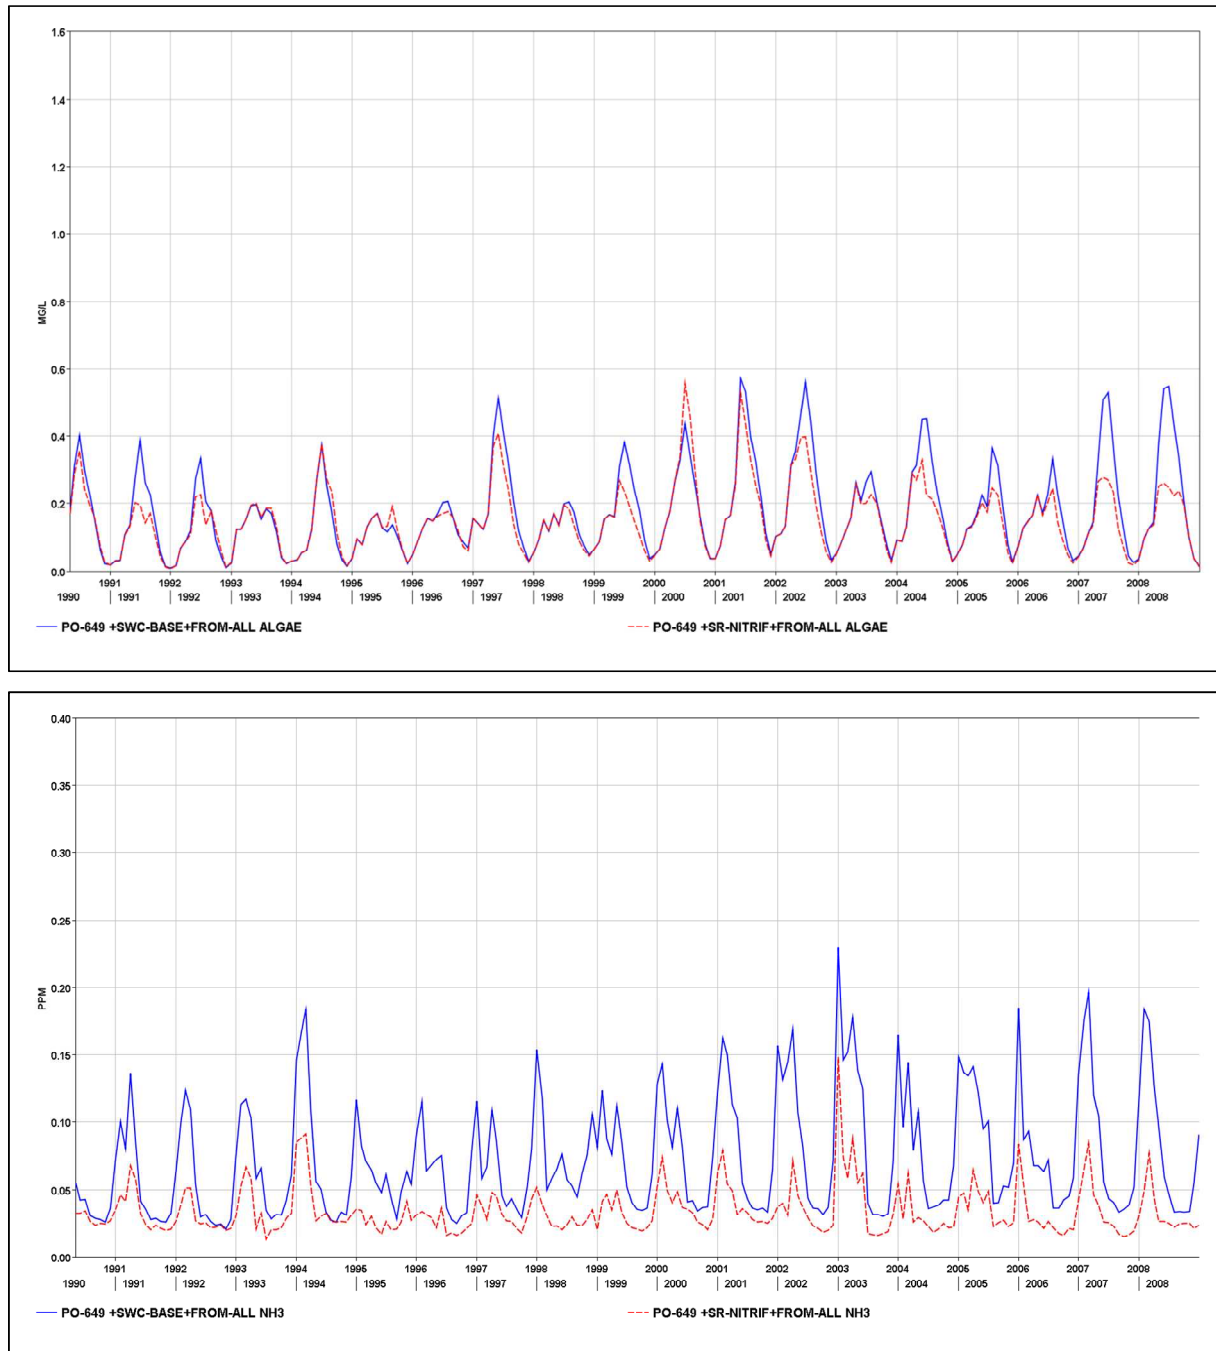 1.6
1.4
1.2
1.0
0.8
0.6
0.4
0.2
0.0
MG/L
1991 1992 1993 1994 1995 1996 1997 1998 1999 2000 2001 2002 2003 2004 2005 2006 2007 2008
1990 | 1991 | 1992 | 1993 | 1994 | 1995 | 1996 | 1997 | 1998 | 1999 | 2000 | 2001 | 2002 | 2003 | 2004 | 2005 | 2006 | 2007 | 2008
PO-649 +SWC-BASE+FROM-ALL ALGAE PO-649 +SR-NITRIF+FROM-ALL ALGAE
0.40
0.35
0.30
0.25
0.20
0.15
0.10
0.05
0.00
PPM
1991 1992 1993 1994 1995 1996 1997 1998 1999 2000 2001 2002 2003 2004 2005 2006 2007 2008
1990 | 1991 | 1992 | 1993 | 1994 | 1995 | 1996 | 1997 | 1998 | 1999 | 2000 | 2001 | 2002 | 2003 | 2004 | 2005 | 2006 | 2007 | 2008
PO-649 +SWC-BASE+FROM-ALL NH3 PO-649 +SR-NITRIF+FROM-ALL NH3